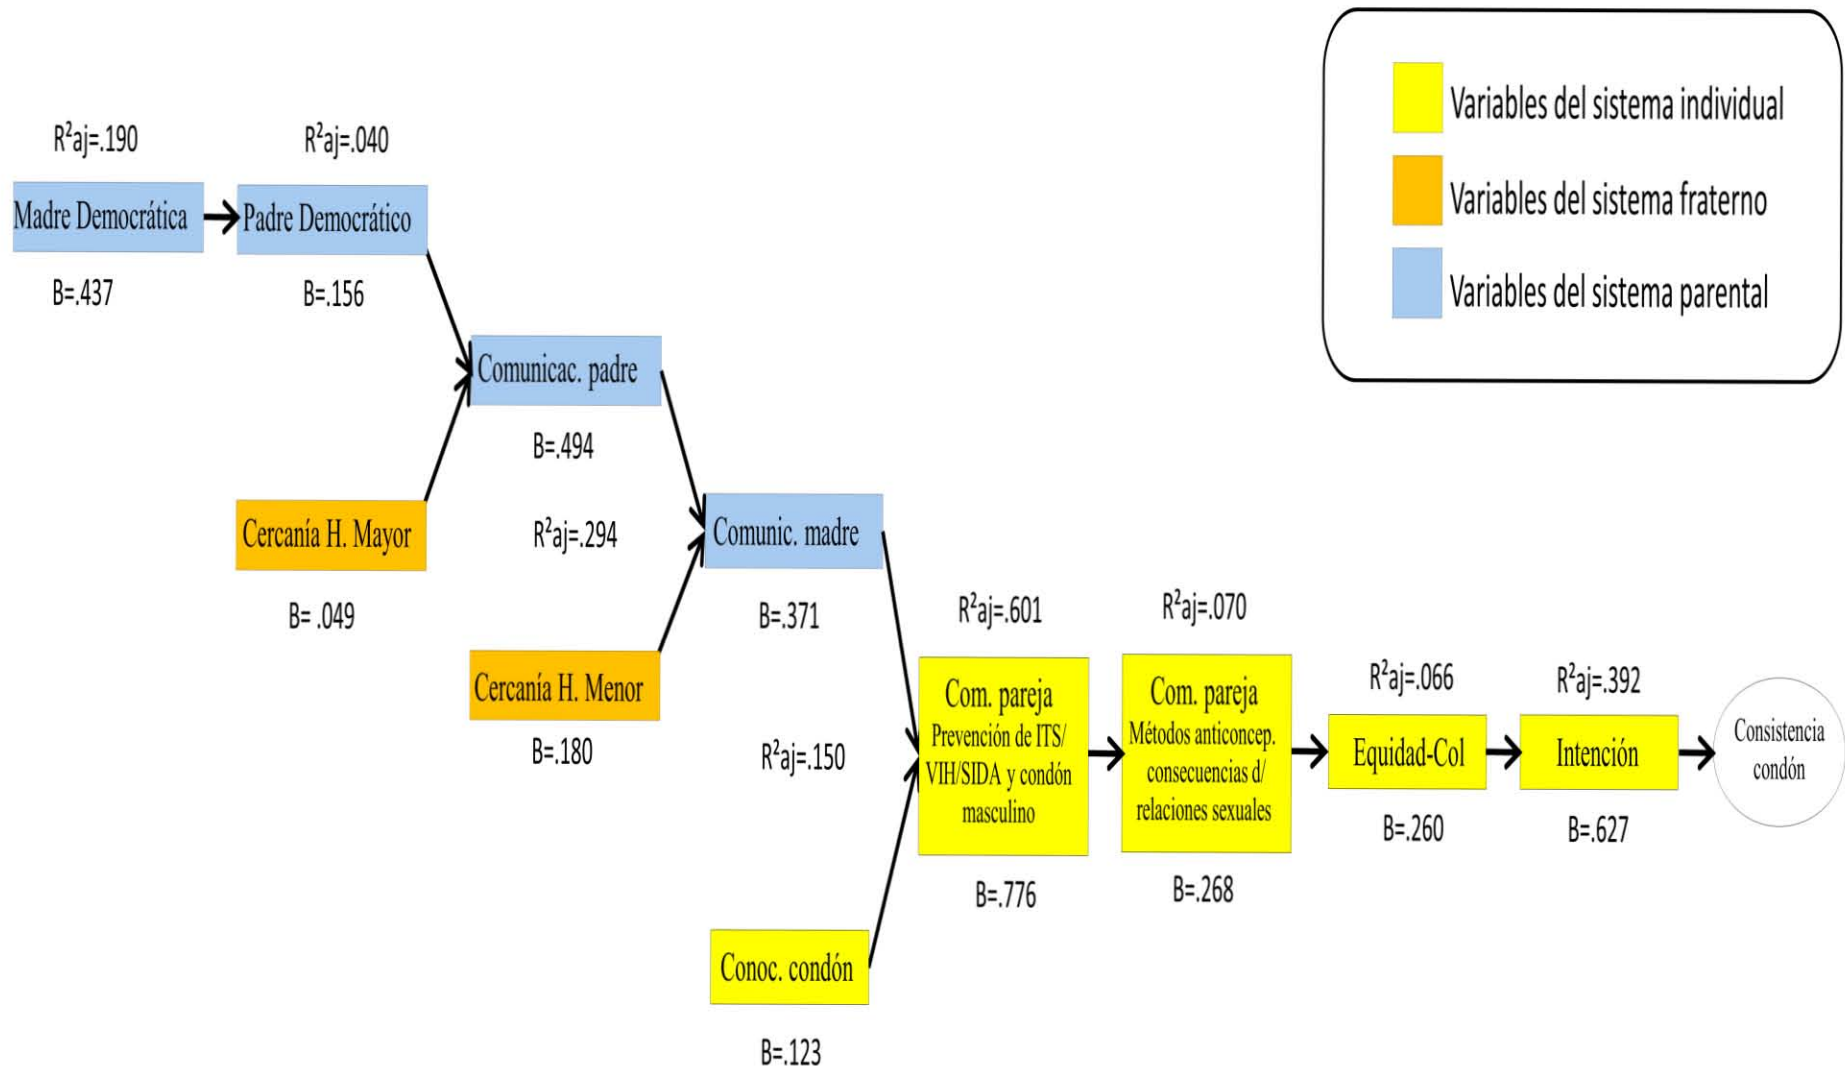 Variables del sistema individual
Variables del sistema fraterno
Variables del sistema parental
R²aj=.190
R²aj=.040
Madre Democrática
Padre Democrático
B=.437
B=.156
Comunicac. padre
B=.494
Cercanía H. Mayor
R²aj=.294
Comunic. madre
B= .049
B=.371
Cercanía H. Menor
B=.180
R²aj=.150
R²aj=.601
R²aj=.070
R²aj=.066
R²aj=.392
Com. pareja
Prevención de ITS/
VIH/SIDA y condón
masculino
Com. pareja
Métodos anticoncep.
consecuencias d/
relaciones sexuales
Equidad-Col
Intención
Consistencia
condón
B=.776
B=.268
B=.260
B=.627
Conoc. condón
B=.123